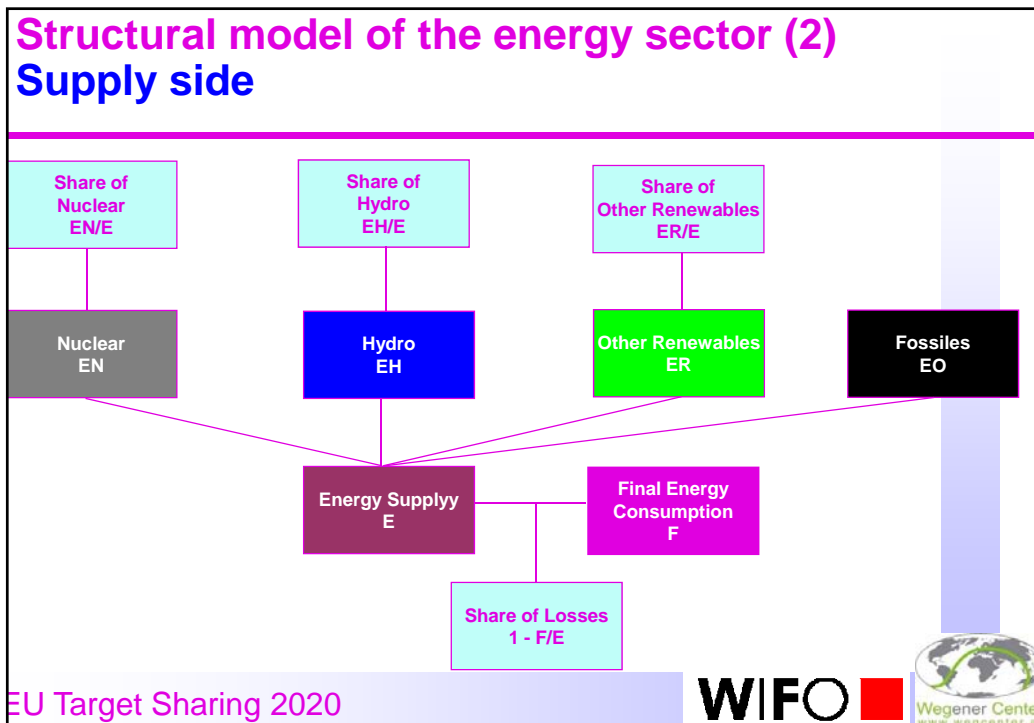 Structural model of the energy sector (2)
Supply side
Share of
Nuclear
EN/E
Share of
Hydro
EH/E
Share of
Other Renewables
ER/E
Nuclear
EN
Hydro
EH
Other Renewables
ER
Fossiles
EO
Energy Supplyy
E
Final Energy
Consumption
F
Share of Losses
1 - F/E
EU Target Sharing 2020
WIFO
Wegener Cente